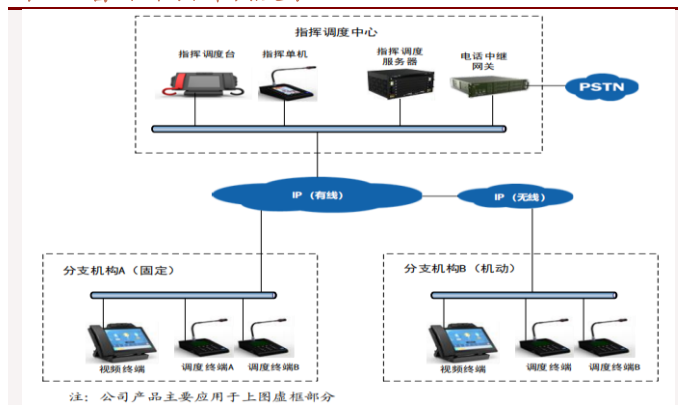 指挥调度中心
指挥调度台
指挥单机
指挥调度
服务器
电话中继
网关
PSTN
IP（有线）
IP（无线）
分支机构A（固定）
分支机构B（机动）
视频终端
调度终端A
调度终端B
视频终端
调度终端
调度终端B
注：公司产品主要应用于上图虚框部分